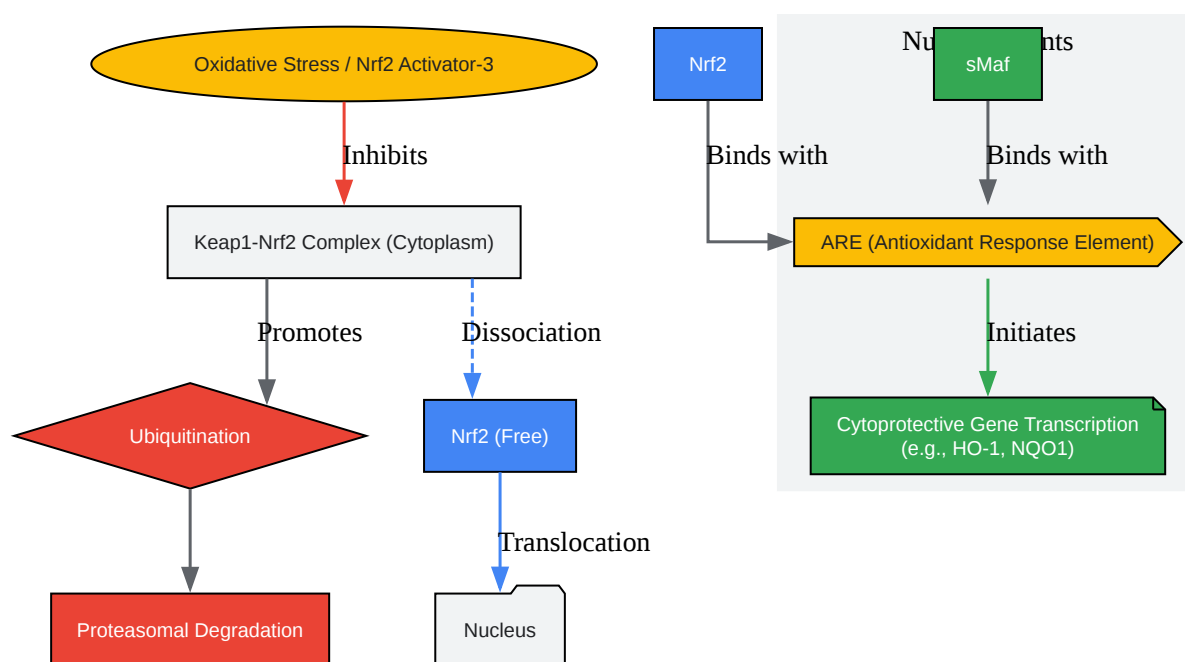 Oxidative Stress / Nrf2 Activator-3
Inhibits
Keap1-Nrf2 Complex (Cytoplasm)
Promotes
Dissociation
Ubiquitination
Nrf2 (Free)
Translocation
Proteasomal Degradation
Nucleus
Nrf2
sMaf
Binds with
Binds with
ARE (Antioxidant Response Element)
Initiates
Cytoprotective Gene Transcription
(e.g., HO-1, NQO1)